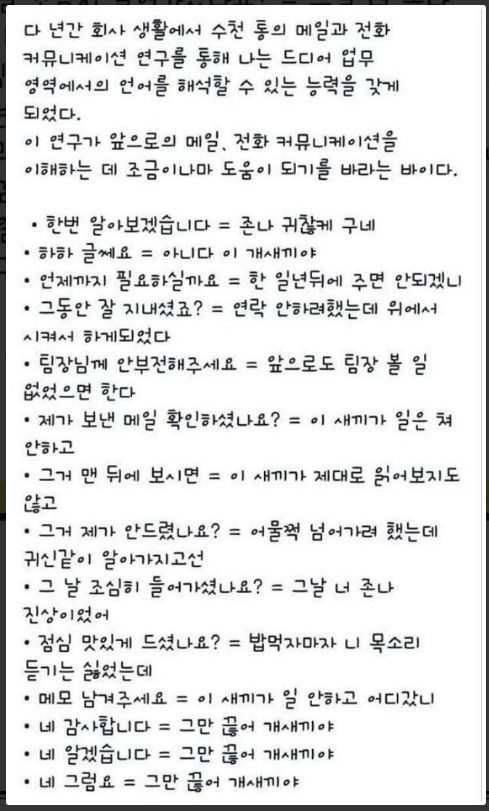 다 년간 회사 생활에서 수천 통의 메일과 전화
커뮤니케이션 연구를 통해 나는 드디어 업무
영역에서의 언어를 해석할 수 있는 능력을 갖게
되었다.
이 연구가 앞으로의 메일, 전화 커뮤니케이션을
이해하는 데 조금이나마 도움이 되기를 바라는 바이다.
• 한번 알아보겠습니다 = 존나 귀찮케 구네
• 하하 글쎄요 = 아니다 이 개새끼야
• 언제까지 필요하실까요 = 한 일년뒤에 주면 안되겠니
• 그동안 잘 지내셨죠? = 연락 안하려했는데 위에서
시켜서 하게되었다
• 팀장님께 안부전해주세요 = 앞으로도 팀장 볼 일
없었으면 한다
• 제가 보낸 메일 확인하셨나요? = 이 새끼가 일은 쳐
안하고
• 그거 맨 뒤에 보시면 = 이 새끼가 제대로 읽어보지도
않고
• 그거 제가 안드렸나요? = 어물쩍 넘어가려 했는데
귀신같이 알아가지고선
• 그 날 조심히 들어가셨나요? = 그날 너 존나
진상이었어
• 점심 맛있게 드셨나요? = 밥먹자마자 니 목소리
듣기는 싫었는데
• 메모 남겨주세요 = 이 새끼가 일 안하고 어디갔니
• 네 감사합니다 = 그만 끊어 개새끼야
• 네 알겠습니다 = 그만 끊어 개새끼야
• 네 그럼요 = 그만 끊어 개새끼야